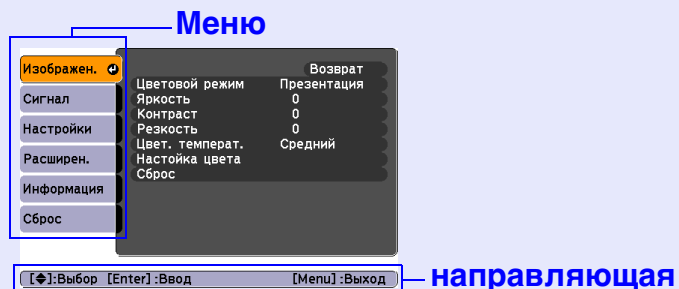 Меню
Изображен.
Сигнал
Настройки
Расширен.
Информация
Сброс
Возврат
Цветовой режим Презентация
Яркость 0
Контраст 0
Резкость 0
Цвет. температ. Средний
Настойка цвета
Сброс
[♦]:Выбор [Enter]:Ввод [Menu]:Выход
направляющая